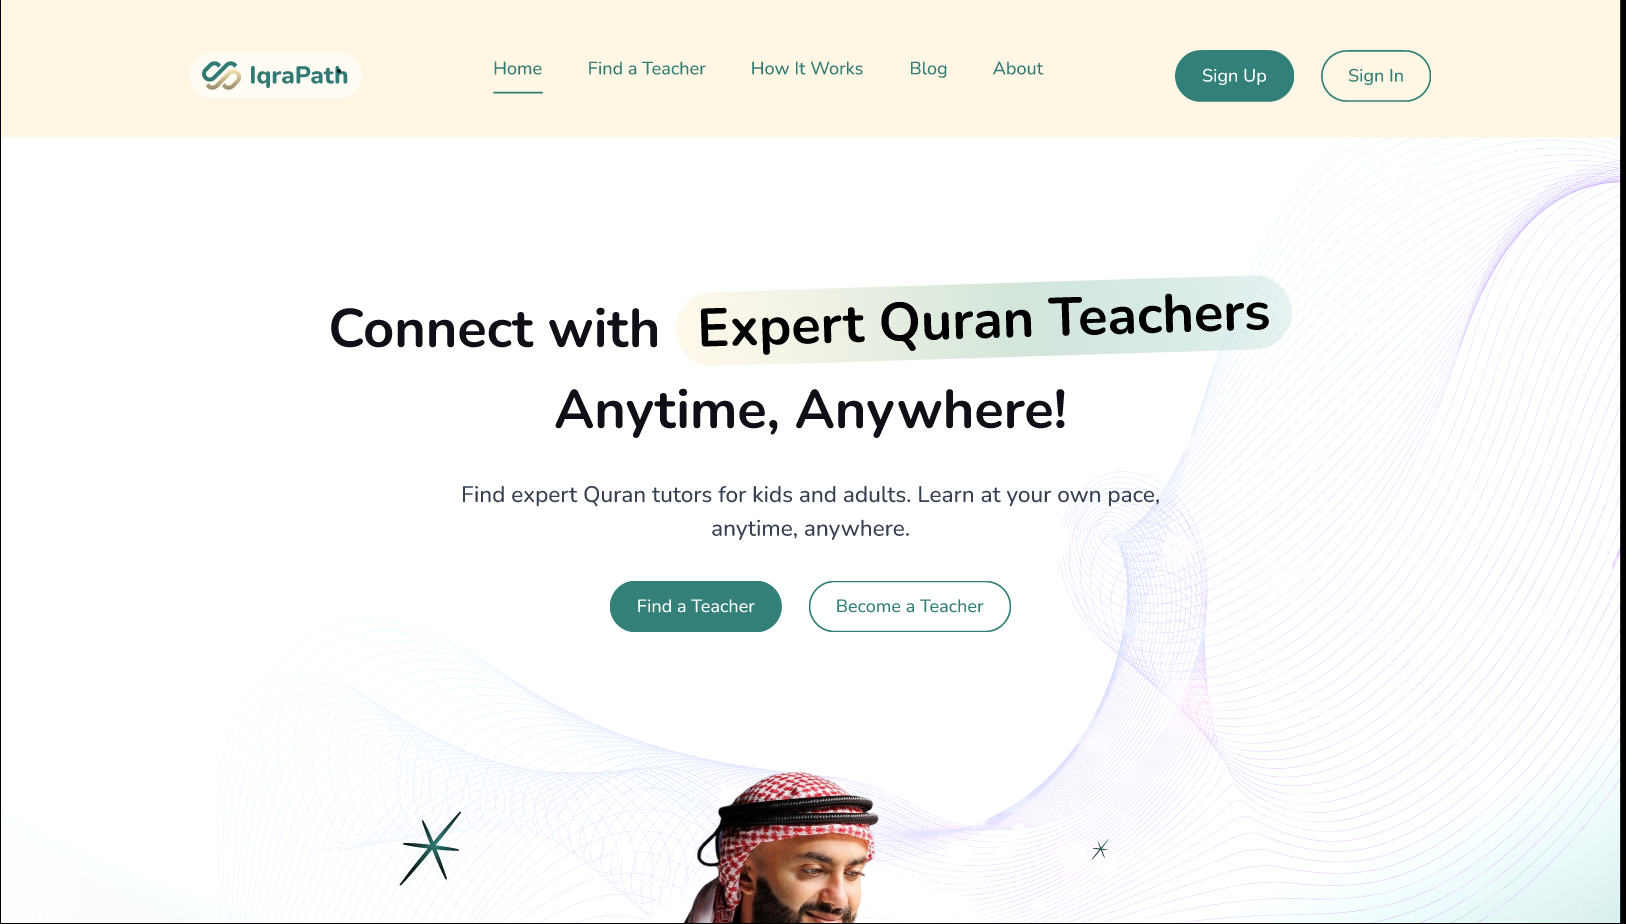 IqraPath
Home
Find a Teacher
How It Works
Blog
About
Sign Up
Sign In
Connect with Expert Quran Teachers
Anytime, Anywhere!
Find expert Quran tutors for kids and adults. Learn at your own pace,
anytime, anywhere.
Find a Teacher
Become a Teacher